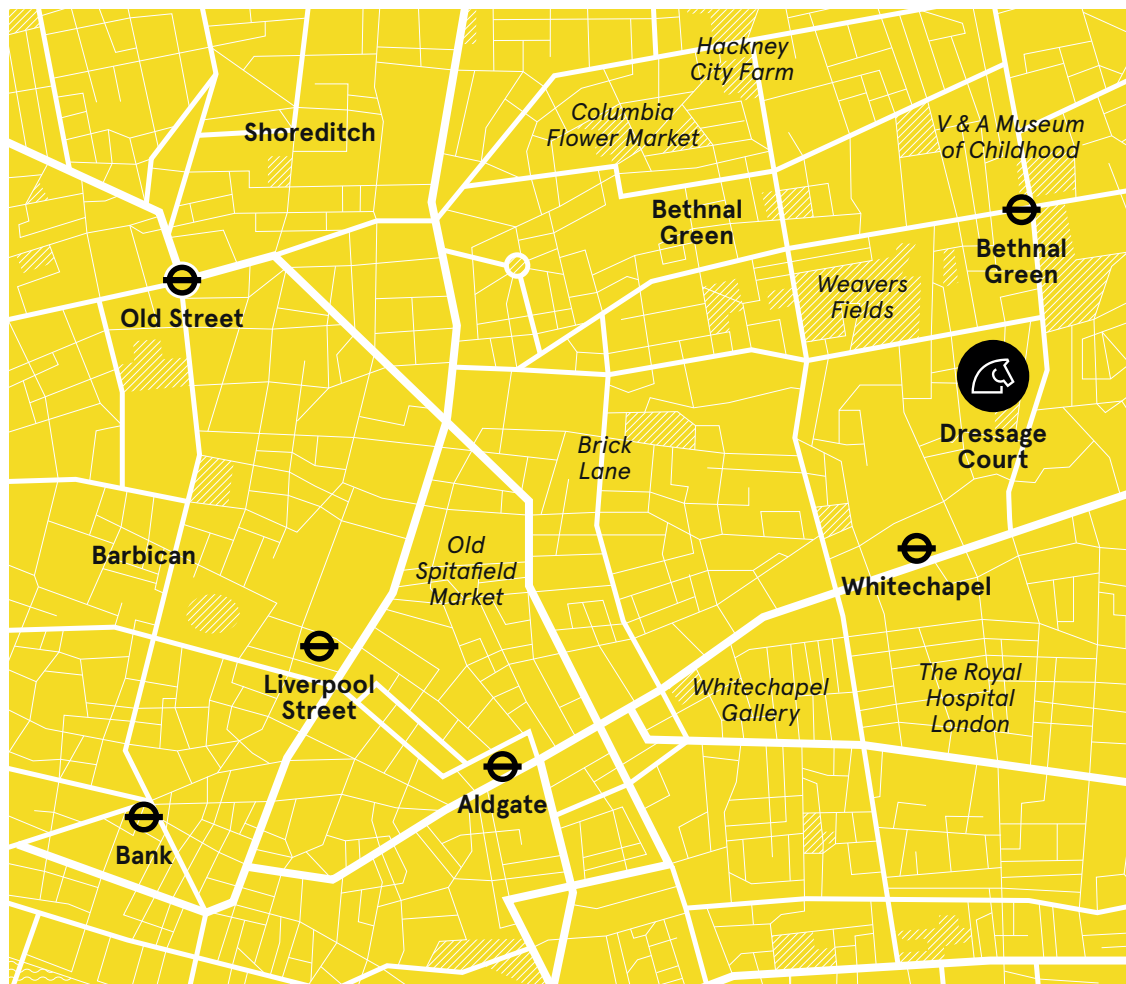 Hackney
City Farm
Columbia
Flower Market
V & A Museum
of Childhood
Shoreditch
Bethnal
Green
Bethnal
Green
Weavers
Fields
Old Street
Dressage
Court
Brick
Lane
Old
Spitafield
Market
Barbican
Whitechapel
Liverpool
Street
Whitechapel
Gallery
The Royal
Hospital
London
Aldgate
Bank